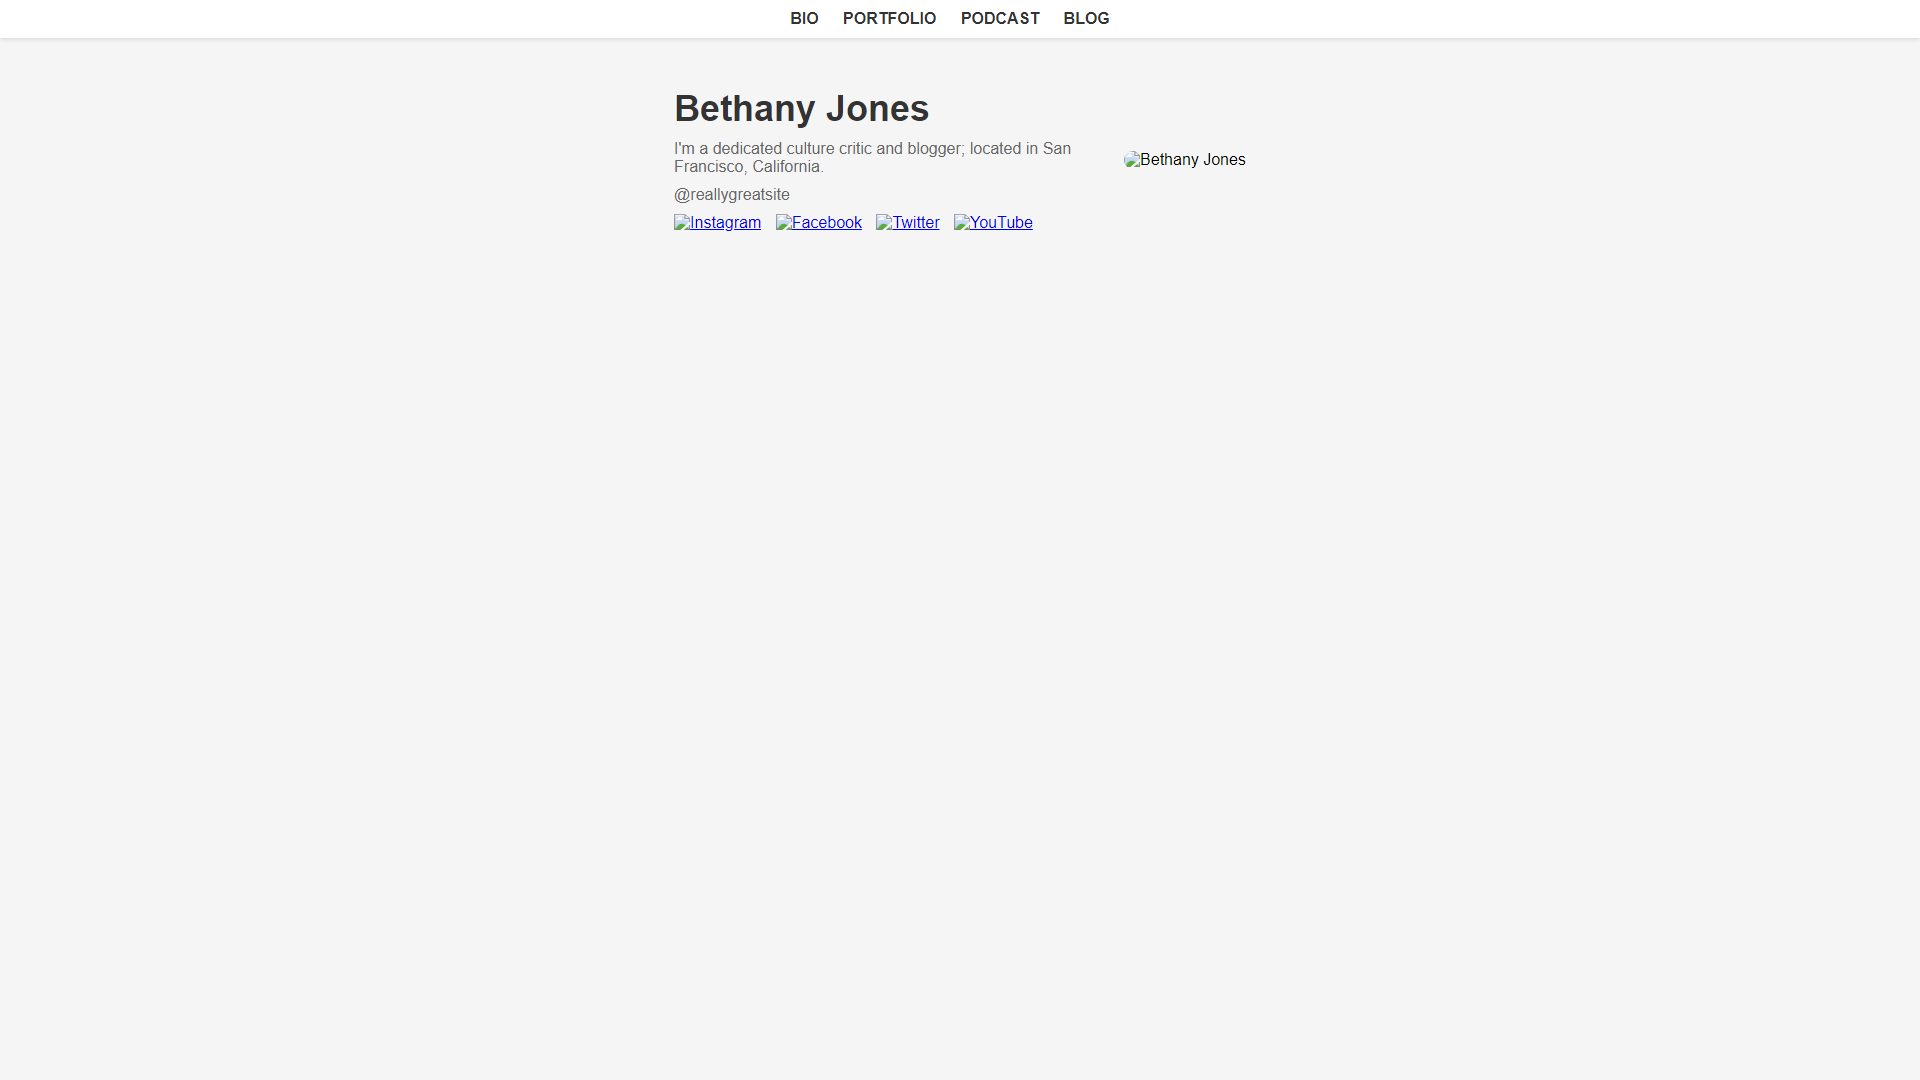 BIO PORTFOLIO PODCAST BLOG
Bethany Jones
I'm a dedicated culture critic and blogger; located in San
Francisco, California.
@reallygreatsite
Instagram Facebook Twitter YouTube
Bethany Jones